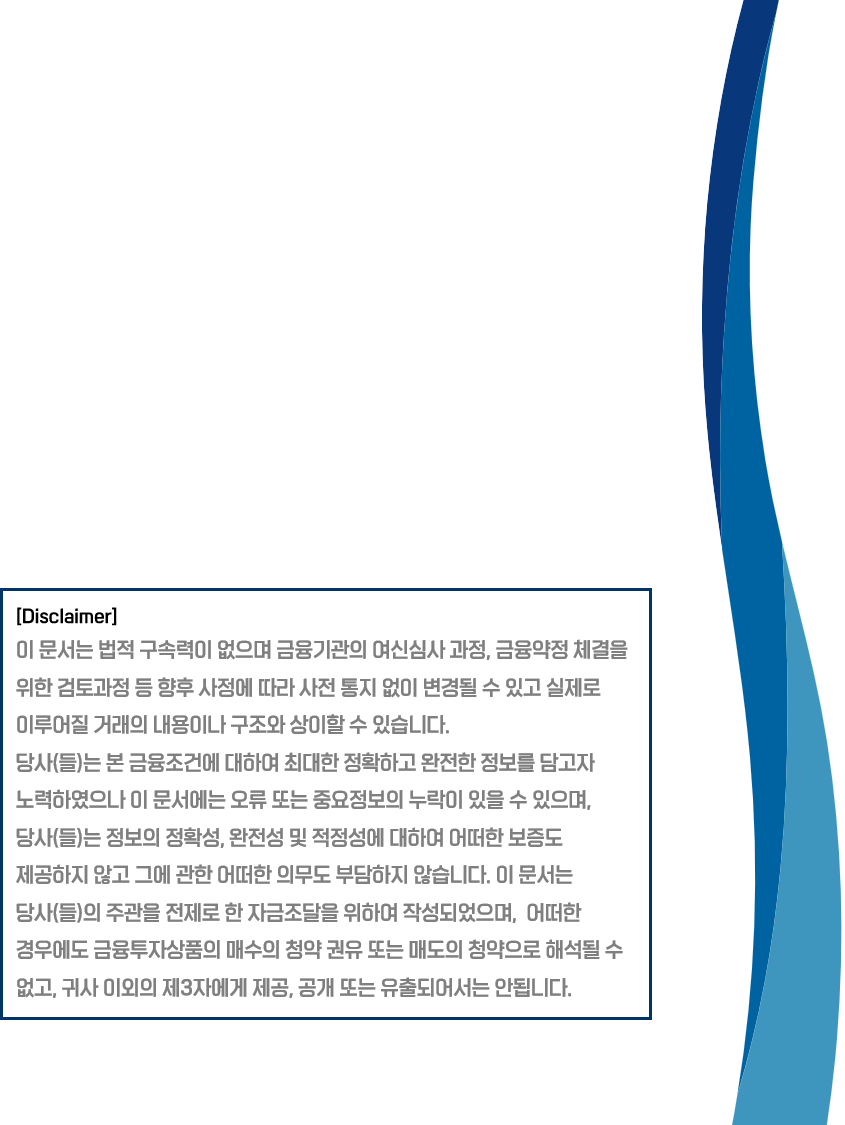 [Disclaimer]
이 문서는 법적 구속력이 없으며 금융기관의 여신심사 과정, 금융약정 체결을
위한 검토과정 등 향후 사정에 따라 사전 통지 없이 변경될 수 있고 실제로
이루어질 거래의 내용이나 구조와 상이할 수 있습니다.
당사(들)는 본 금융조건에 대하여 최대한 정확하고 완전한 정보를 담고자
노력하였으나 이 문서에는 오류 또는 중요정보의 누락이 있을 수 있으며,
당사(들)는 정보의 정확성, 완전성 및 적정성에 대하여 어떠한 보증도
제공하지 않고 그에 관한 어떠한 의무도 부담하지 않습니다. 이 문서는
당사(들)의 주관을 전제로 한 자금조달을 위하여 작성되었으며,  어떠한
경우에도 금융투자상품의 매수의 청약 권유 또는 매도의 청약으로 해석될 수
없고, 귀사 이외의 제3자에게 제공, 공개 또는 유출되어서는 안됩니다.